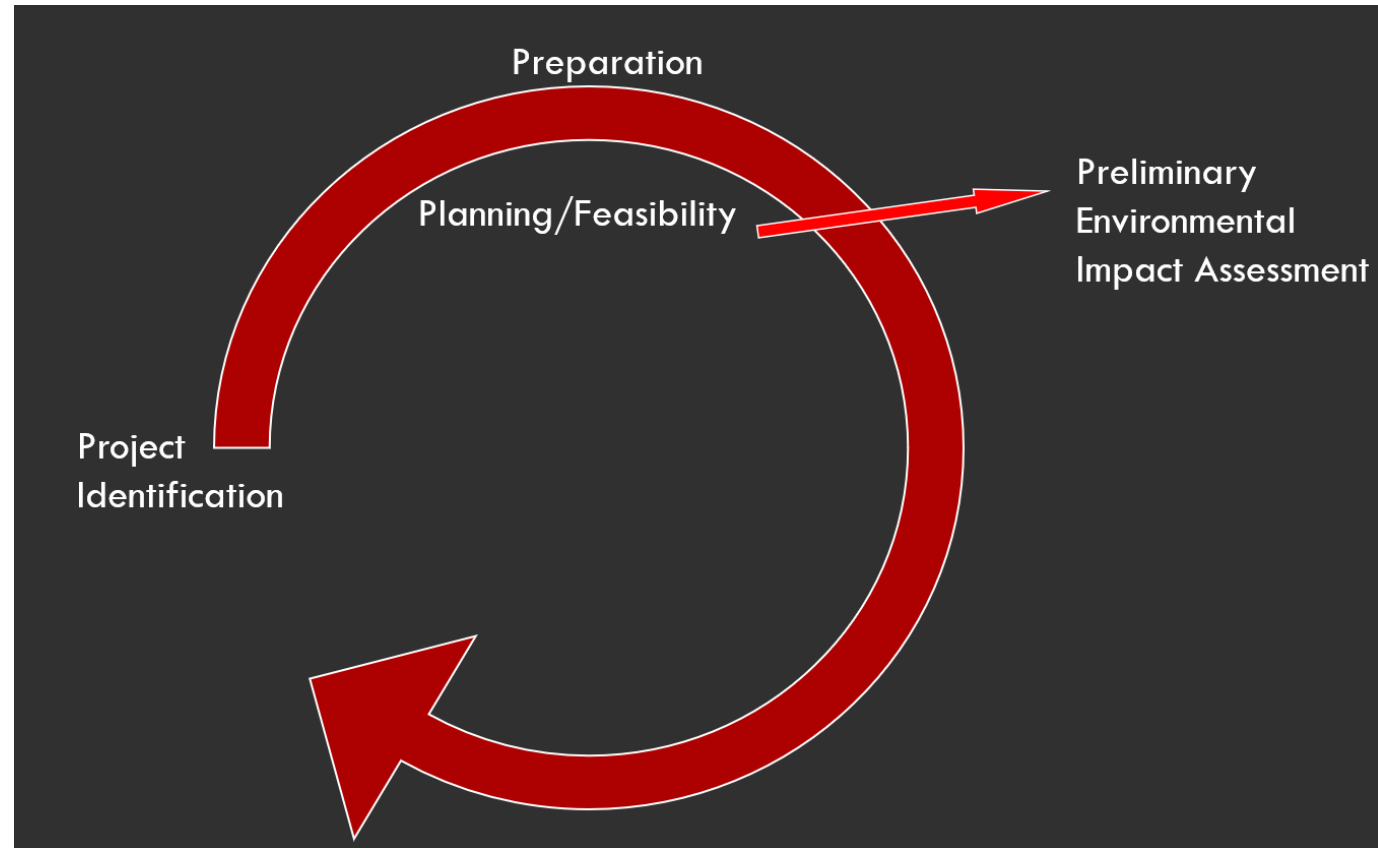 Preparation
Planning/Feasibility
Preliminary
Environmental
Impact Assessment
Project
Identification